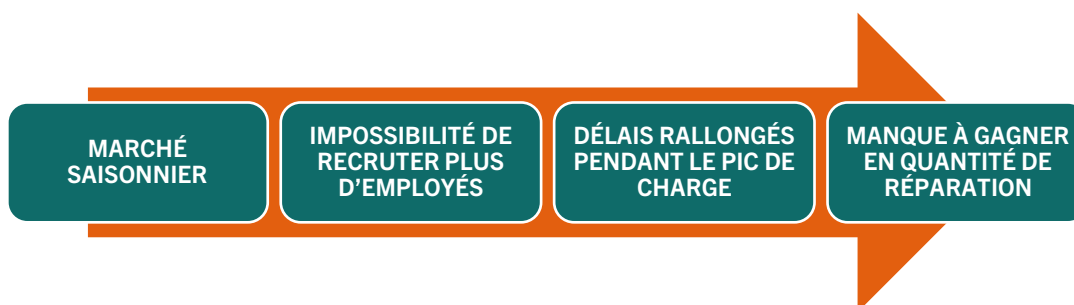 MARCHÉ
SAISONNIER
IMPOSSIBILITÉ DE
RECRUTER PLUS
D'EMPLOYÉS
DÉLAIS RALLONGÉS
PENDANT LE PIC DE
CHARGE
MANQUE À GAGNER
EN QUANTITÉ DE
RÉPARATION